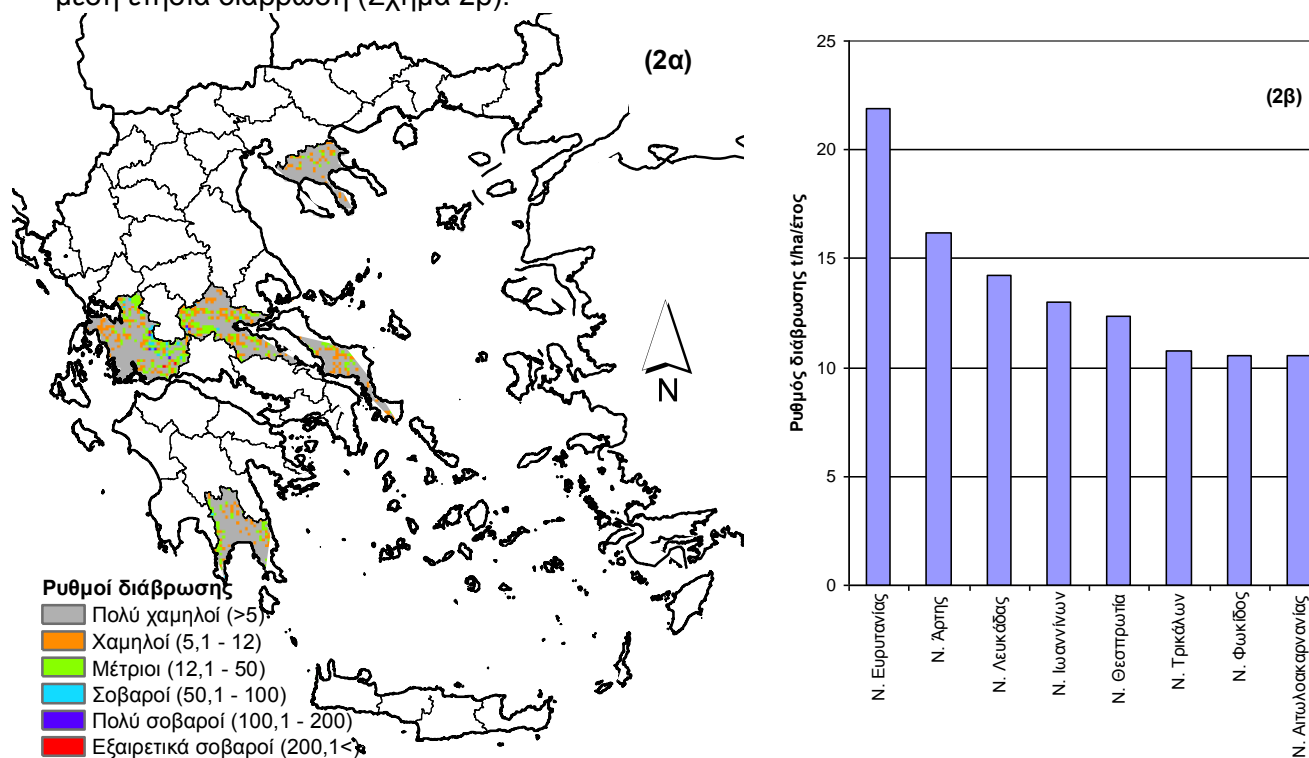 μέση ετήσια διάβρωση (Σχήμα 2β).
(2α)
N
Ρυθμοί διάβρωσης
Πολύ χαμηλοί (>5)
Χαμηλοί (5,1 - 12)
Μέτριοι (12,1 - 50)
Σοβαροί (50,1 - 100)
Πολύ σοβαροί (100,1 - 200)
Εξαιρετικά σοβαροί (200,1<)
(2β)
Ρυθμός διάβρωσης t/ha/έτος
25
20
15
10
5
0
Ν. Ευρυτανίας
Ν. Άρτης
Ν. Λευκάδας
Ν. Ιωαννίνων
Ν. Θεσπρωτία
Ν. Τρικάλων
Ν. Φωκίδος
Ν. Αιτωλοακαρνανίας